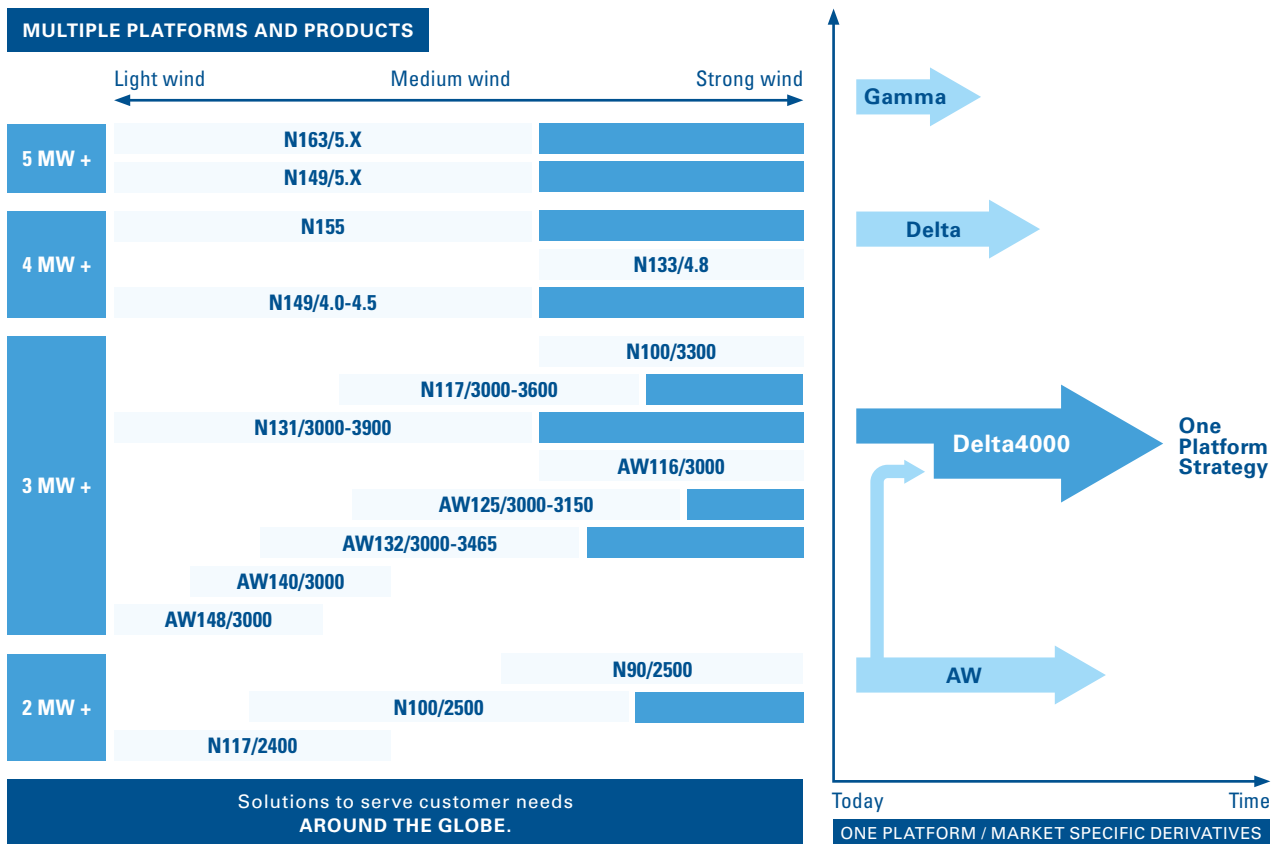 MULTIPLE PLATFORMS AND PRODUCTS
Light wind
Medium wind
Strong wind
5 MW +
N163/5.X
N149/5.X
4 MW +
N155
N133/4.8
N149/4.0-4.5
3 MW +
N100/3300
N117/3000-3600
N131/3000-3900
AW116/3000
AW125/3000-3150
AW132/3000-3465
AW140/3000
AW148/3000
2 MW +
N90/2500
N100/2500
N117/2400
Solutions to serve customer needs
AROUND THE GLOBE.
Gamma
Delta
Delta4000
One
Platform
Strategy
AW
Today
Time
ONE PLATFORM / MARKET SPECIFIC DERIVATIVES